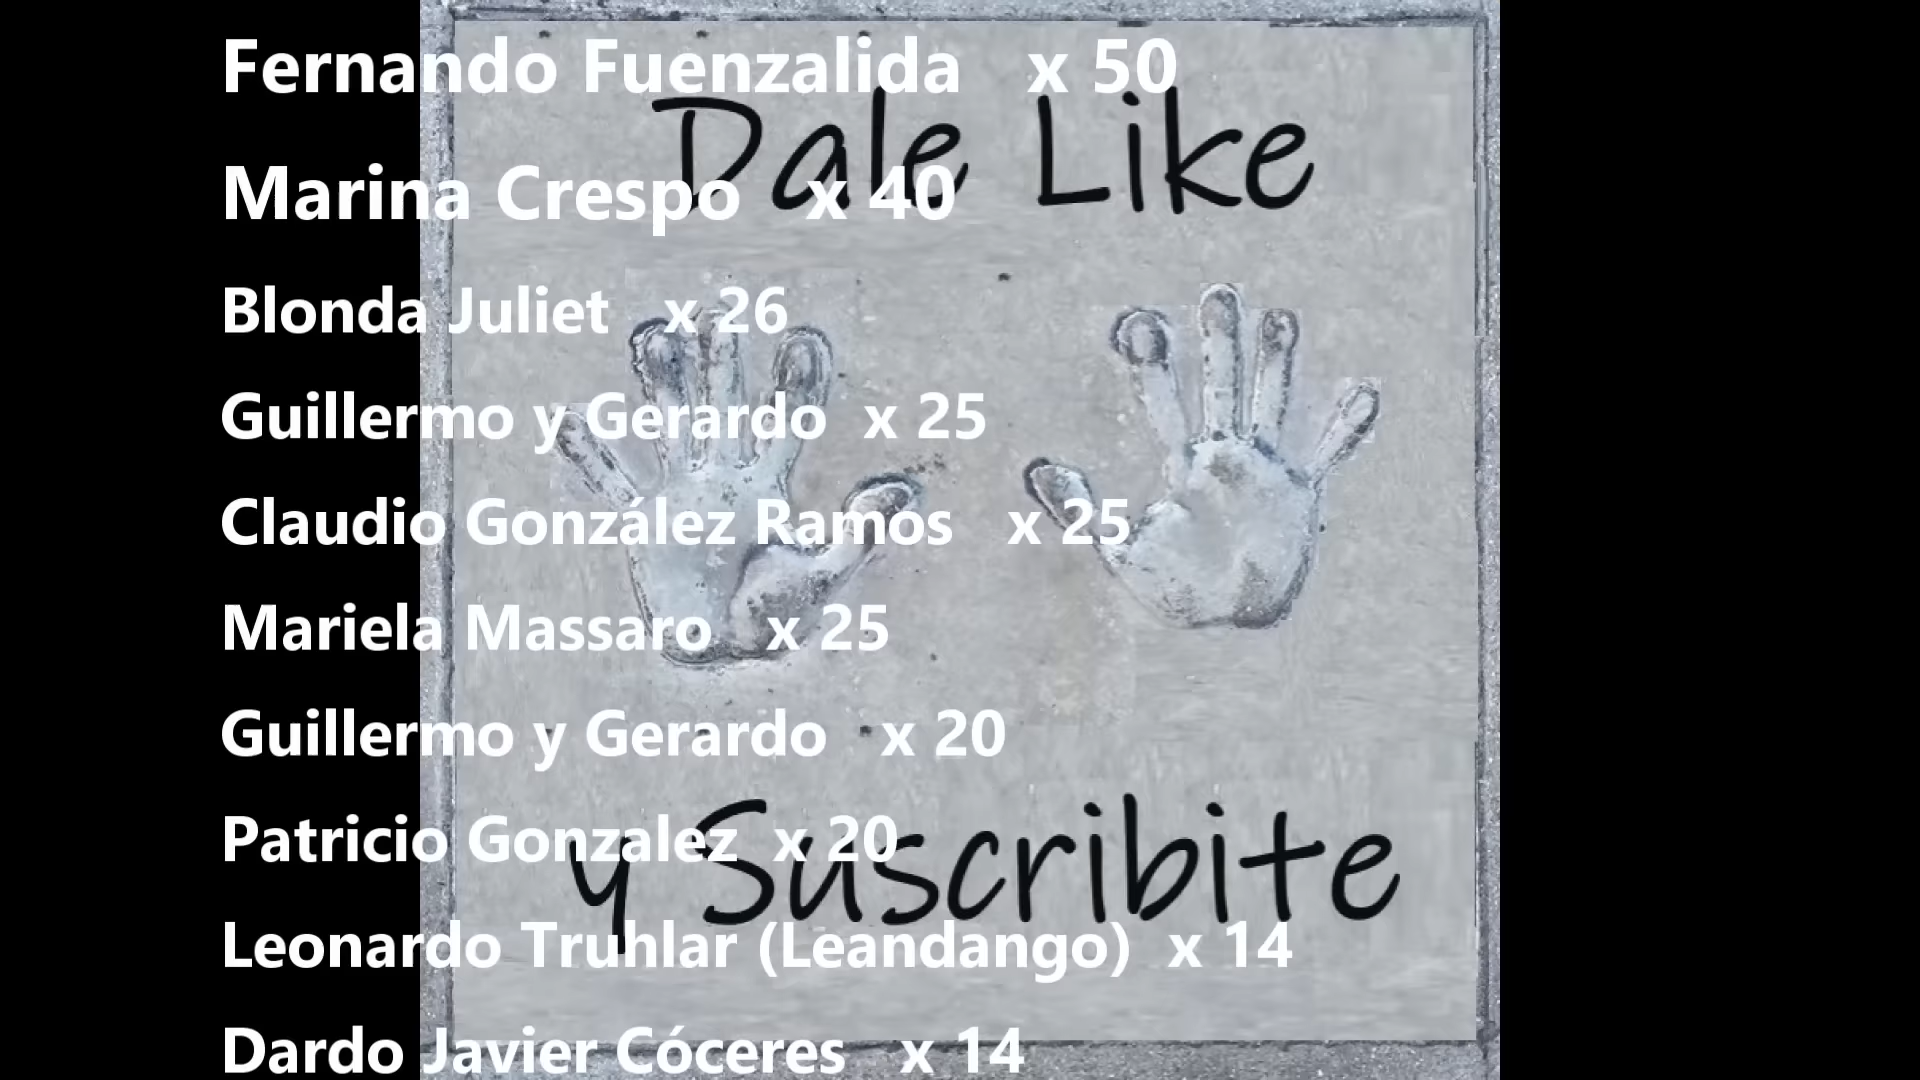 Fernando Fuenzalida x 50
Dale Like
Marina Crespo x 40
Blonda Juliet x 26
Guillermo y Gerardo x 25
Claudio González Ramos x 25
Mariela Massaro x 25
Guillermo y Gerardo x 20
Patricio Gonzalez x 20
y Suscribite
Leonardo Truhlar (Leandango) x 14
Dardo Javier Cóceres x 14